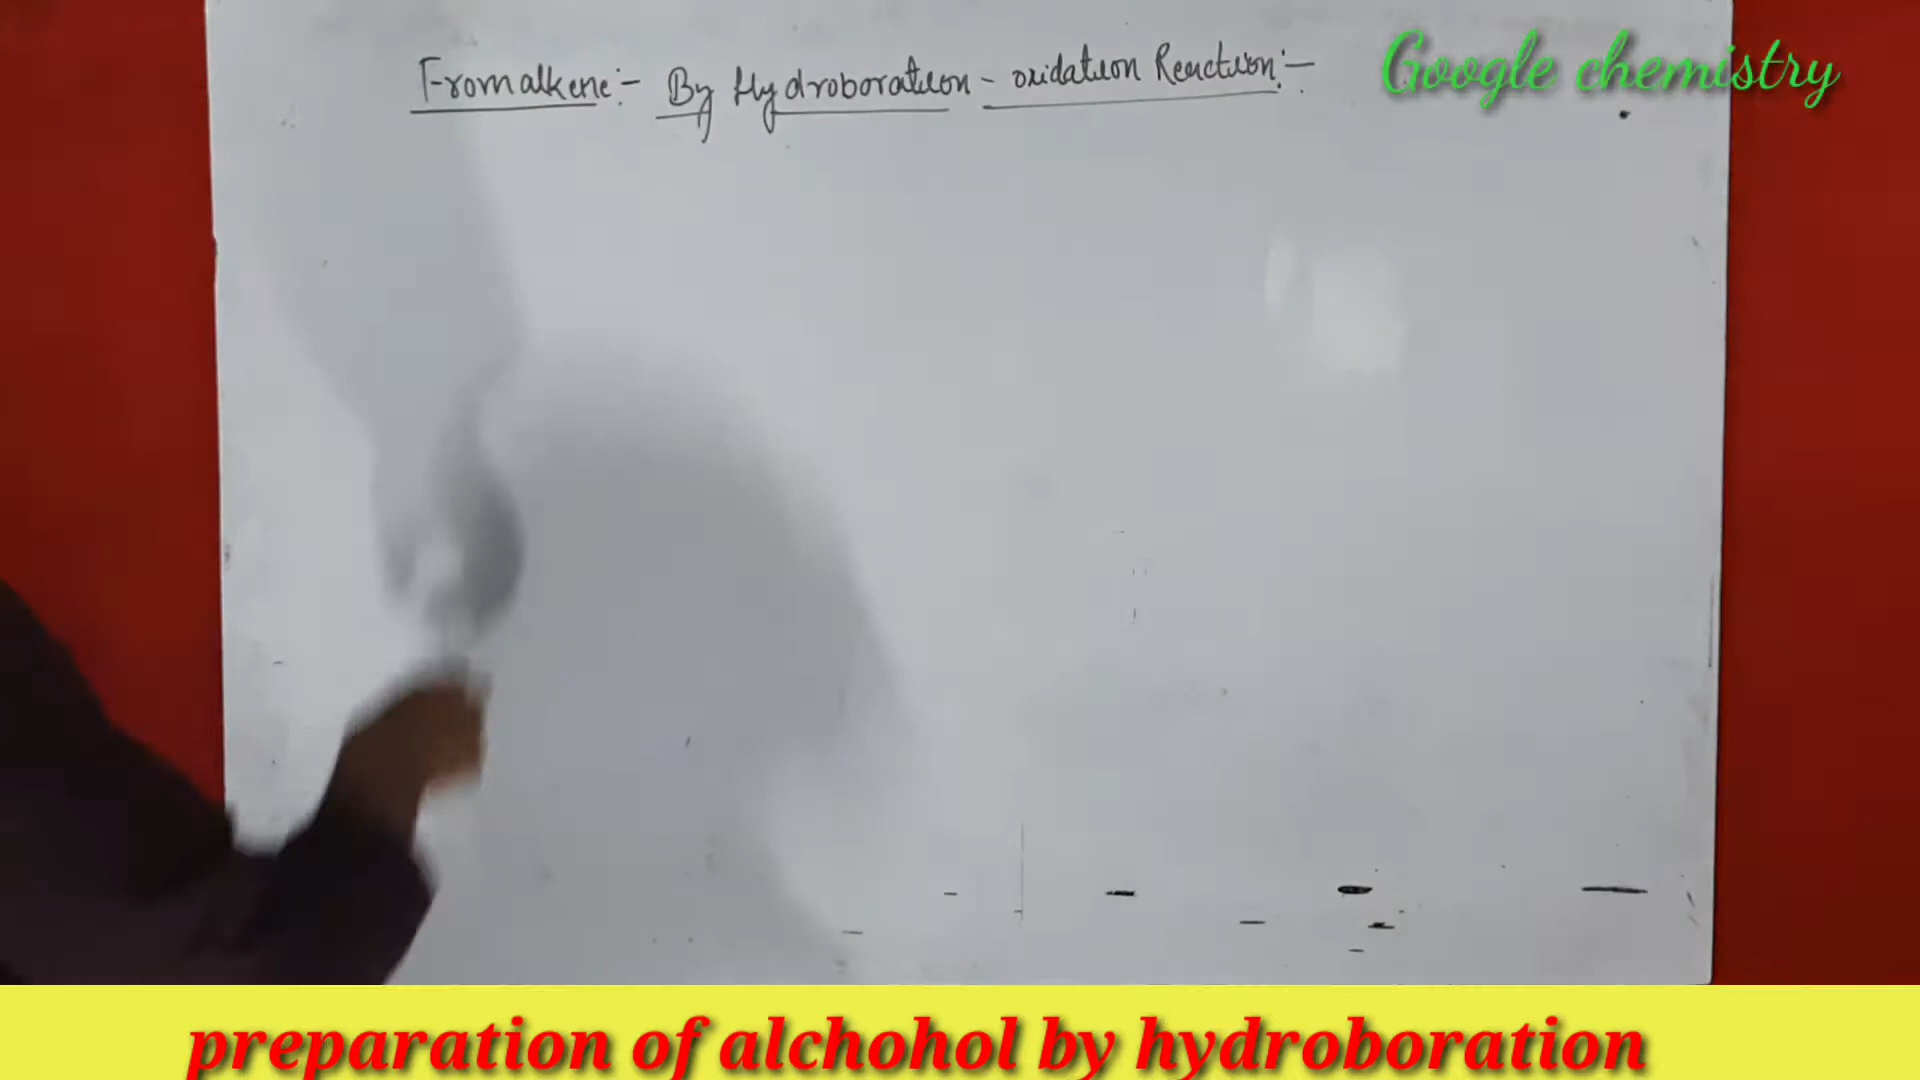 From alkene:- By Hydroboration - oxidation Reaction:-
Google chemistry
preparation of alchohol by hydroboration